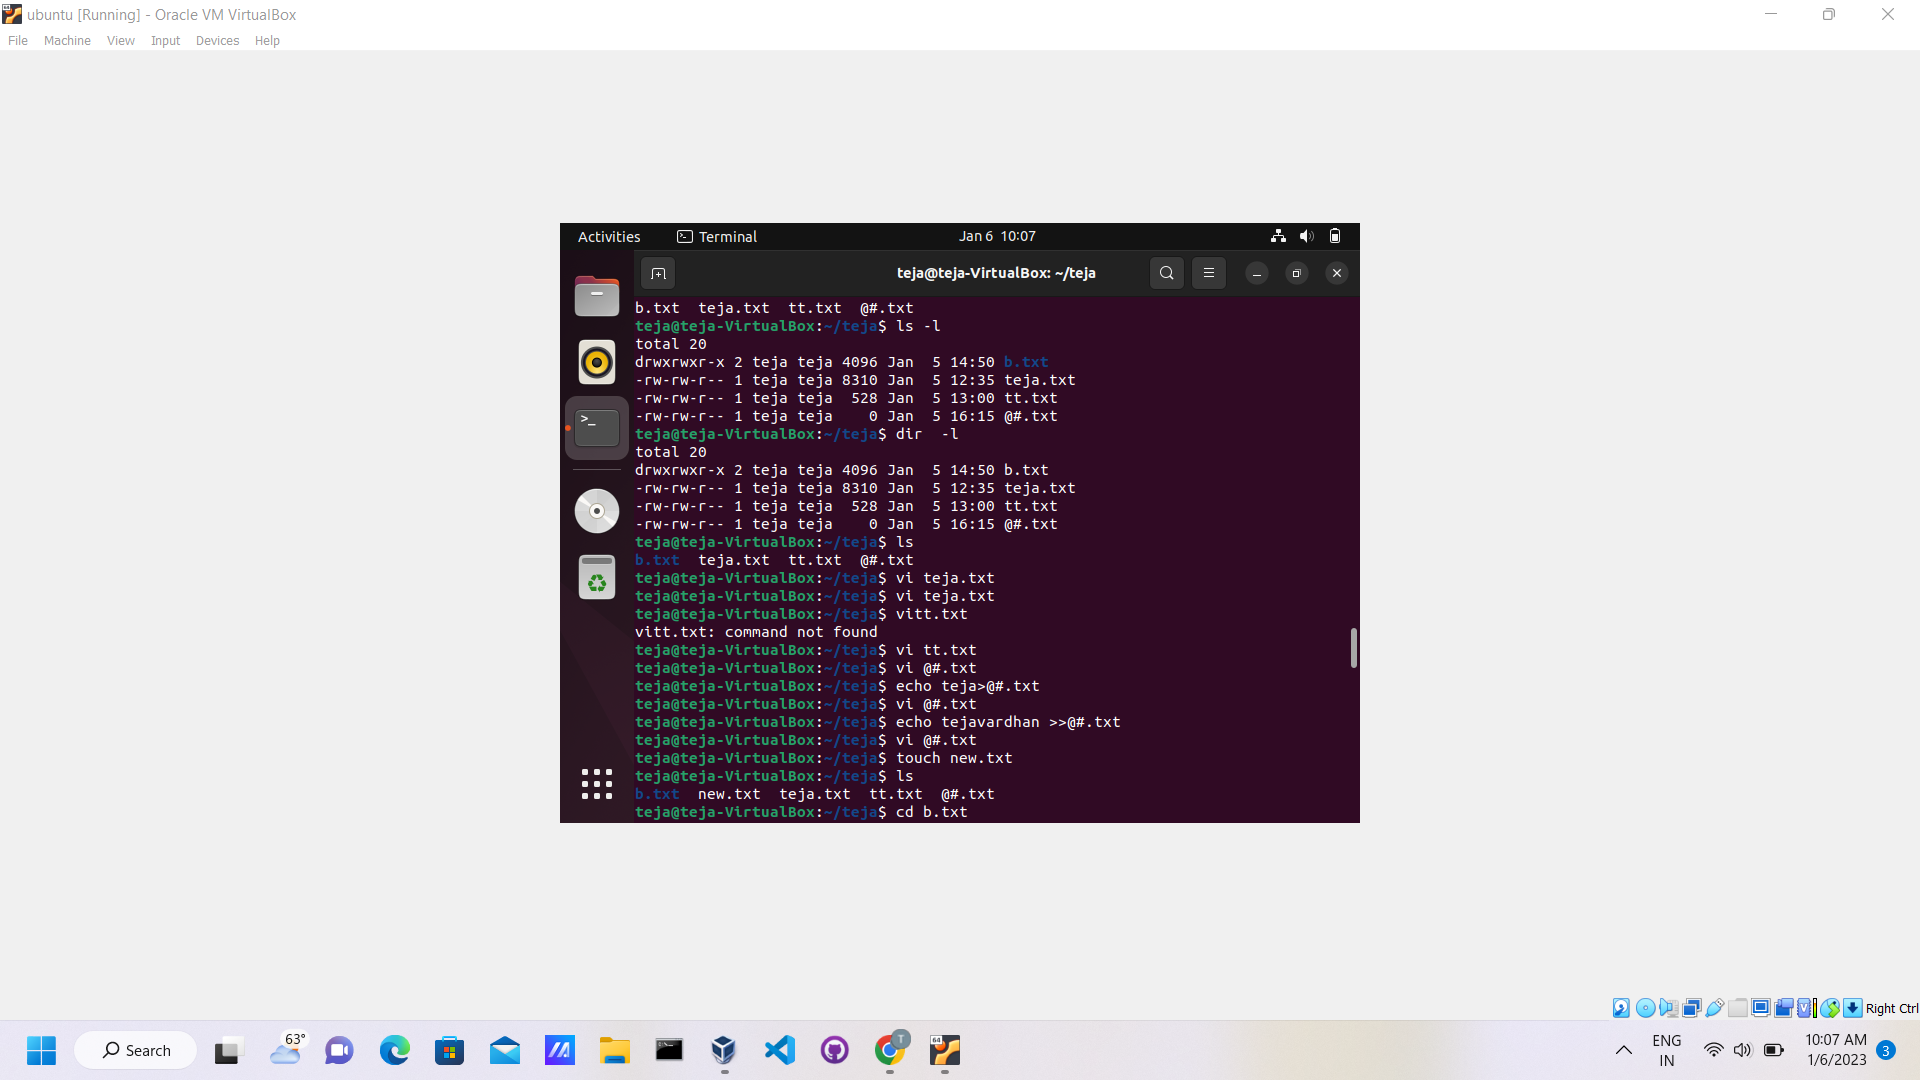 ubuntu [Running] - Oracle VM VirtualBox
File Machine View Input Devices Help
Activities Terminal Jan 6 10:07
teja@teja-VirtualBox: ~/teja
b.txt  teja.txt  tt.txt  @#.txt
teja@teja-VirtualBox:~/teja$ ls -l
total 20
drwxrwxr-x 2 teja teja 4096 Jan  5 14:50 b.txt
-rw-rw-r-- 1 teja teja 8310 Jan  5 12:35 teja.txt
-rw-rw-r-- 1 teja teja  528 Jan  5 13:00 tt.txt
-rw-rw-r-- 1 teja teja    0 Jan  5 16:15 @#.txt
teja@teja-VirtualBox:~/teja$ dir  -l
total 20
drwxrwxr-x 2 teja teja 4096 Jan  5 14:50 b.txt
-rw-rw-r-- 1 teja teja 8310 Jan  5 12:35 teja.txt
-rw-rw-r-- 1 teja teja  528 Jan  5 13:00 tt.txt
-rw-rw-r-- 1 teja teja    0 Jan  5 16:15 @#.txt
teja@teja-VirtualBox:~/teja$ ls
b.txt  teja.txt  tt.txt  @#.txt
teja@teja-VirtualBox:~/teja$ vi teja.txt
teja@teja-VirtualBox:~/teja$ vi teja.txt
teja@teja-VirtualBox:~/teja$ vitt.txt
vitt.txt: command not found
teja@teja-VirtualBox:~/teja$ vi tt.txt
teja@teja-VirtualBox:~/teja$ vi @#.txt
teja@teja-VirtualBox:~/teja$ echo teja>@#.txt
teja@teja-VirtualBox:~/teja$ vi @#.txt
teja@teja-VirtualBox:~/teja$ echo tejavardhan >>@#.txt
teja@teja-VirtualBox:~/teja$ vi @#.txt
teja@teja-VirtualBox:~/teja$ touch new.txt
teja@teja-VirtualBox:~/teja$ ls
b.txt  new.txt  teja.txt  tt.txt  @#.txt
teja@teja-VirtualBox:~/teja$ cd b.txt
Right Ctrl
Search 63° T 64 ENG 10:07 AM
IN 1/6/2023 3